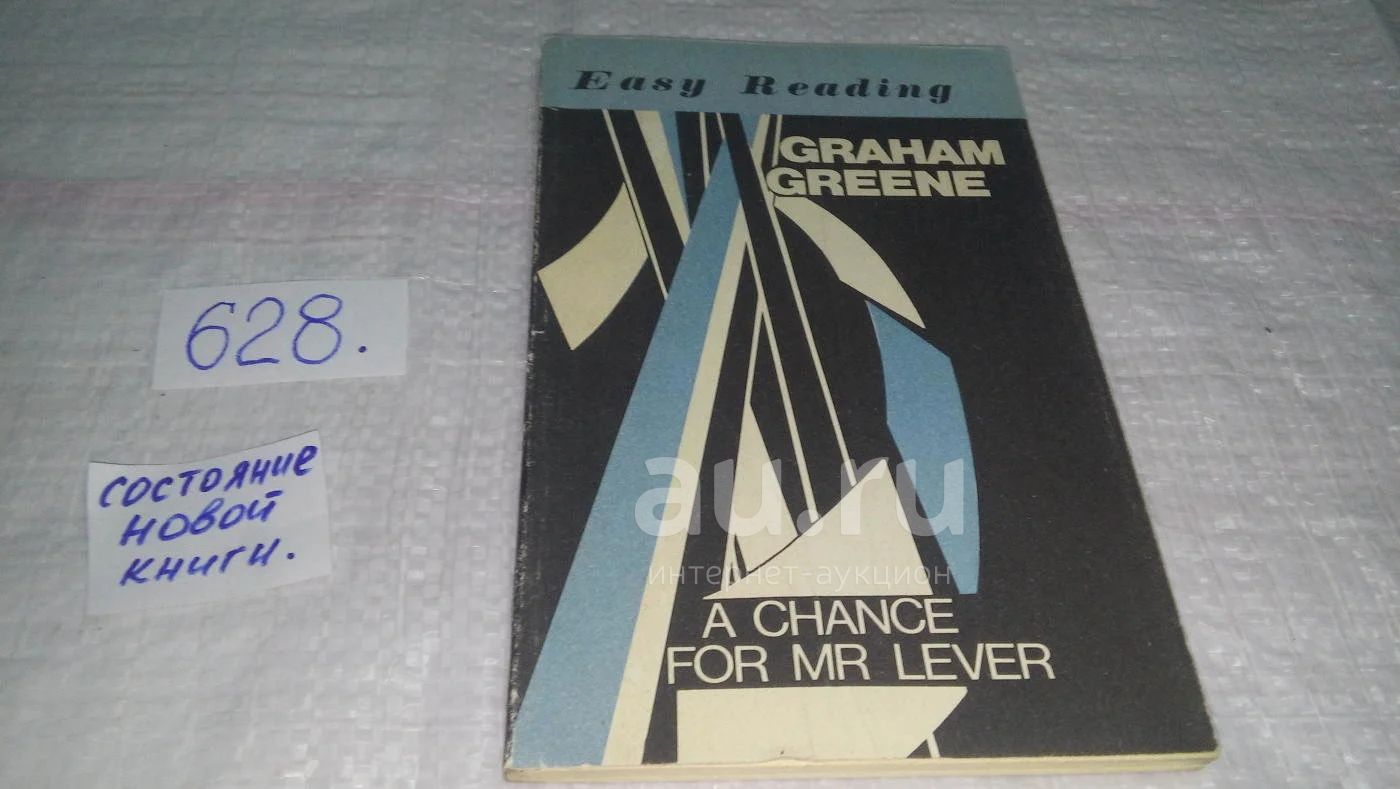 Easy Reading
GRAHAM
GREENE
628.
состояние
новой
книги.
au.ru
интернет-аукцион
A CHANCE
FOR MR LEVER